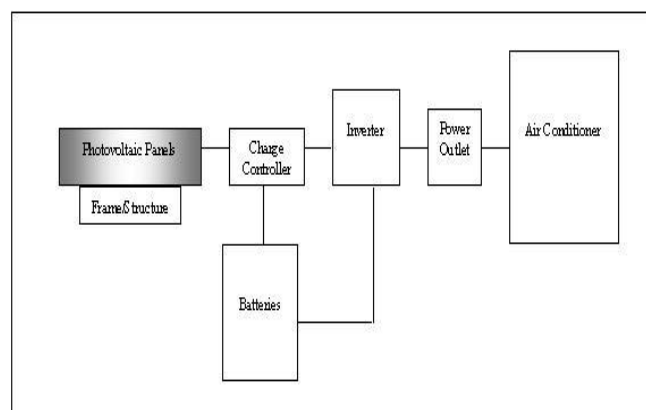 Photovoltaic Panels
Frame/Structure
Charge
Controller
Inverter
Power
Outlet
Air Conditioner
Batteries